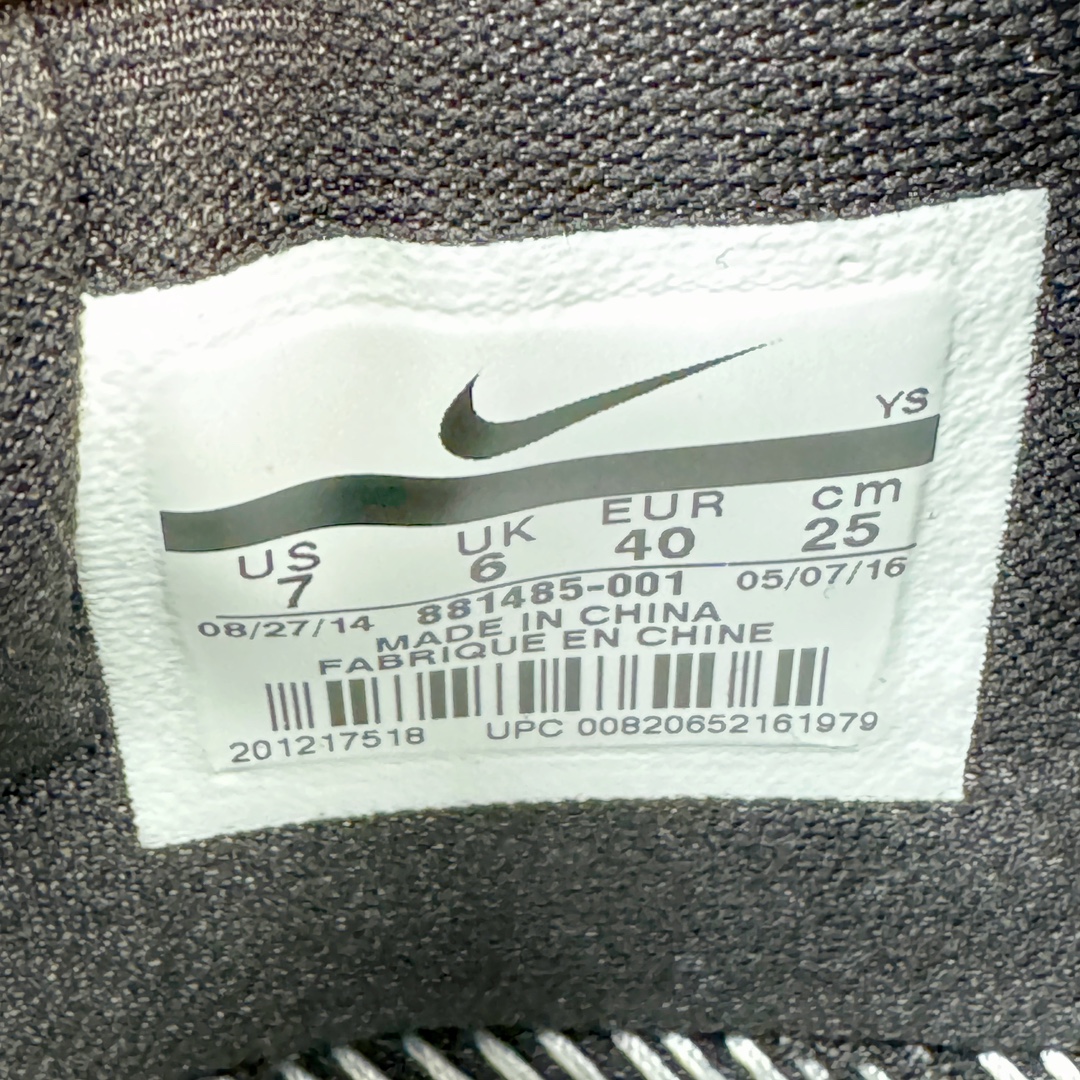 YS
US UK EUR cm
7 6 40 25
08/27/14 881485-001 05/07/16
MADE IN CHINA
FABRIQUE EN CHINE
201217518 UPC 00820652161979